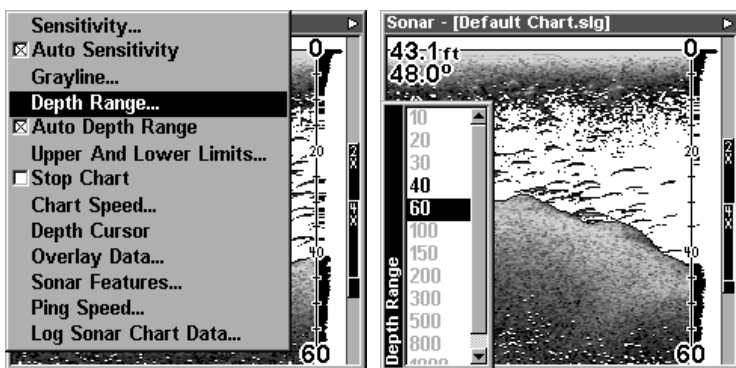 Sensitivity...
Auto Sensitivity
Grayline...
Depth Range...
Auto Depth Range
Upper And Lower Limits...
Stop Chart
Chart Speed...
Depth Cursor
Overlay Data...
Sonar Features...
Ping Speed...
Log Sonar Chart Data...
0
20
40
60
Sonar - [Default Chart.slg]
43.1 ft
48.0º
Depth Range
10
20
30
40
60
100
150
200
300
500
800
1000
0
20
40
60